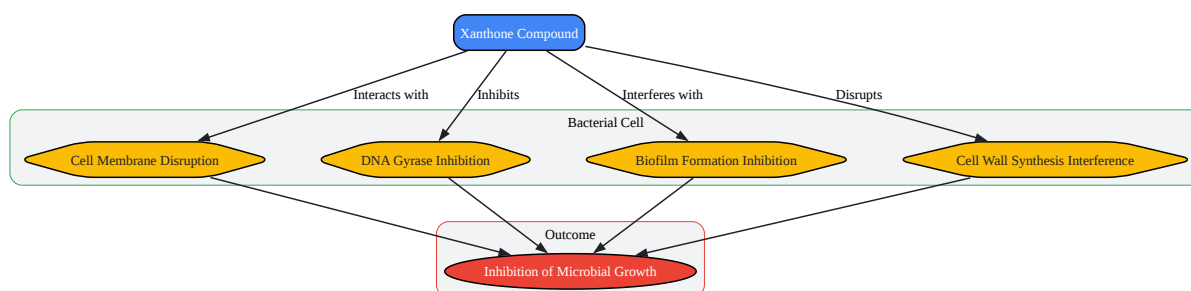 Xanthone Compound
Interacts with
Inhibits
Interferes with
Disrupts
Bacterial Cell
Cell Membrane Disruption
DNA Gyrase Inhibition
Biofilm Formation Inhibition
Cell Wall Synthesis Interference
Outcome
Inhibition of Microbial Growth